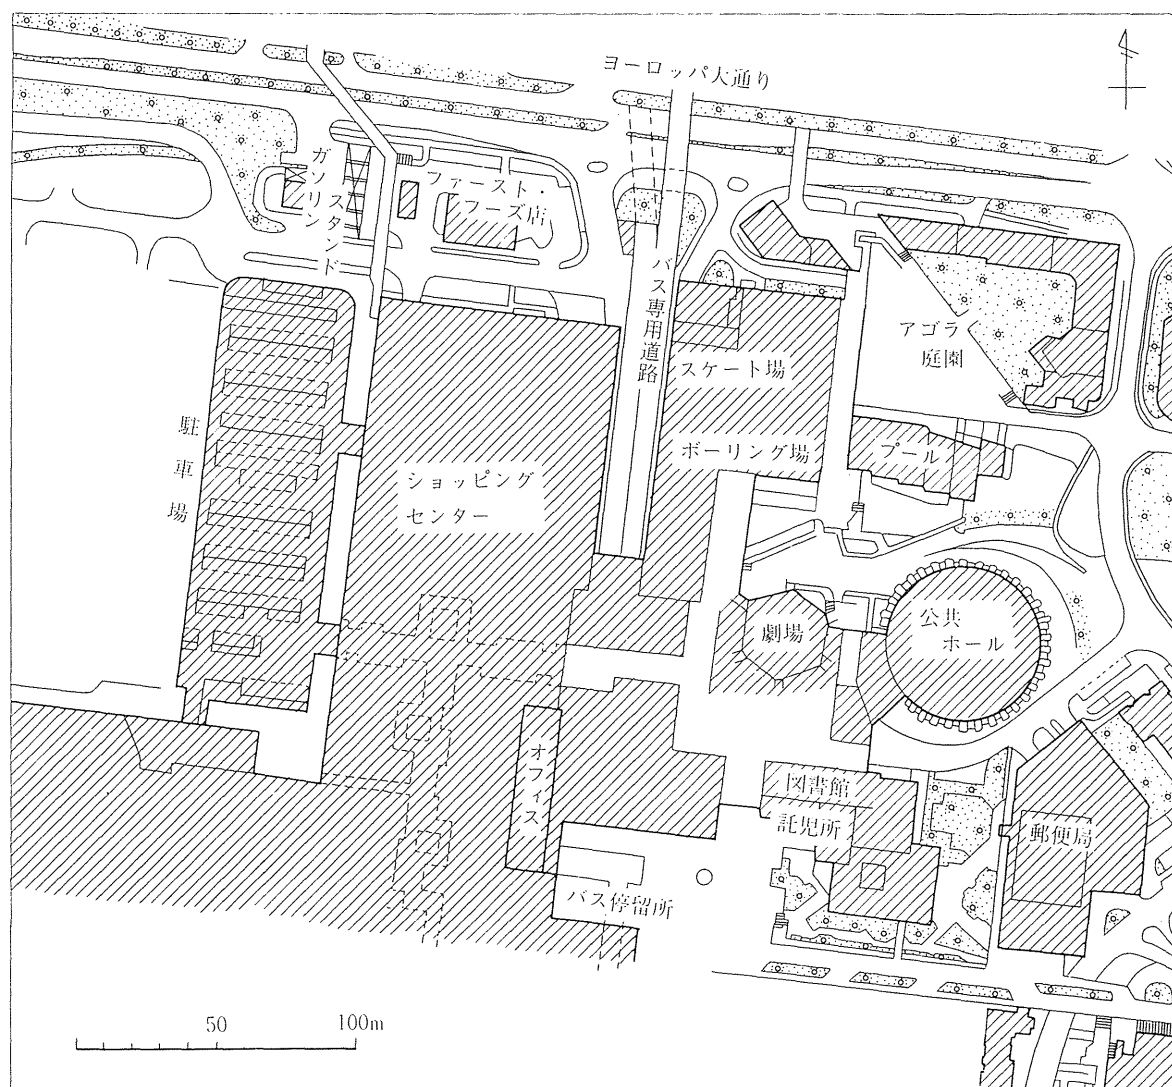 ヨーロッパ大通り
ガソリン
スタンド
ファースト・
フーズ店
バス専用道路
アゴラ
庭園
スケート場
ボーリング場
プール
駐車場
ショッピング
センター
劇場
公共
ホール
オフィス
図書館
託児所
郵便局
バス停留所
50
100m